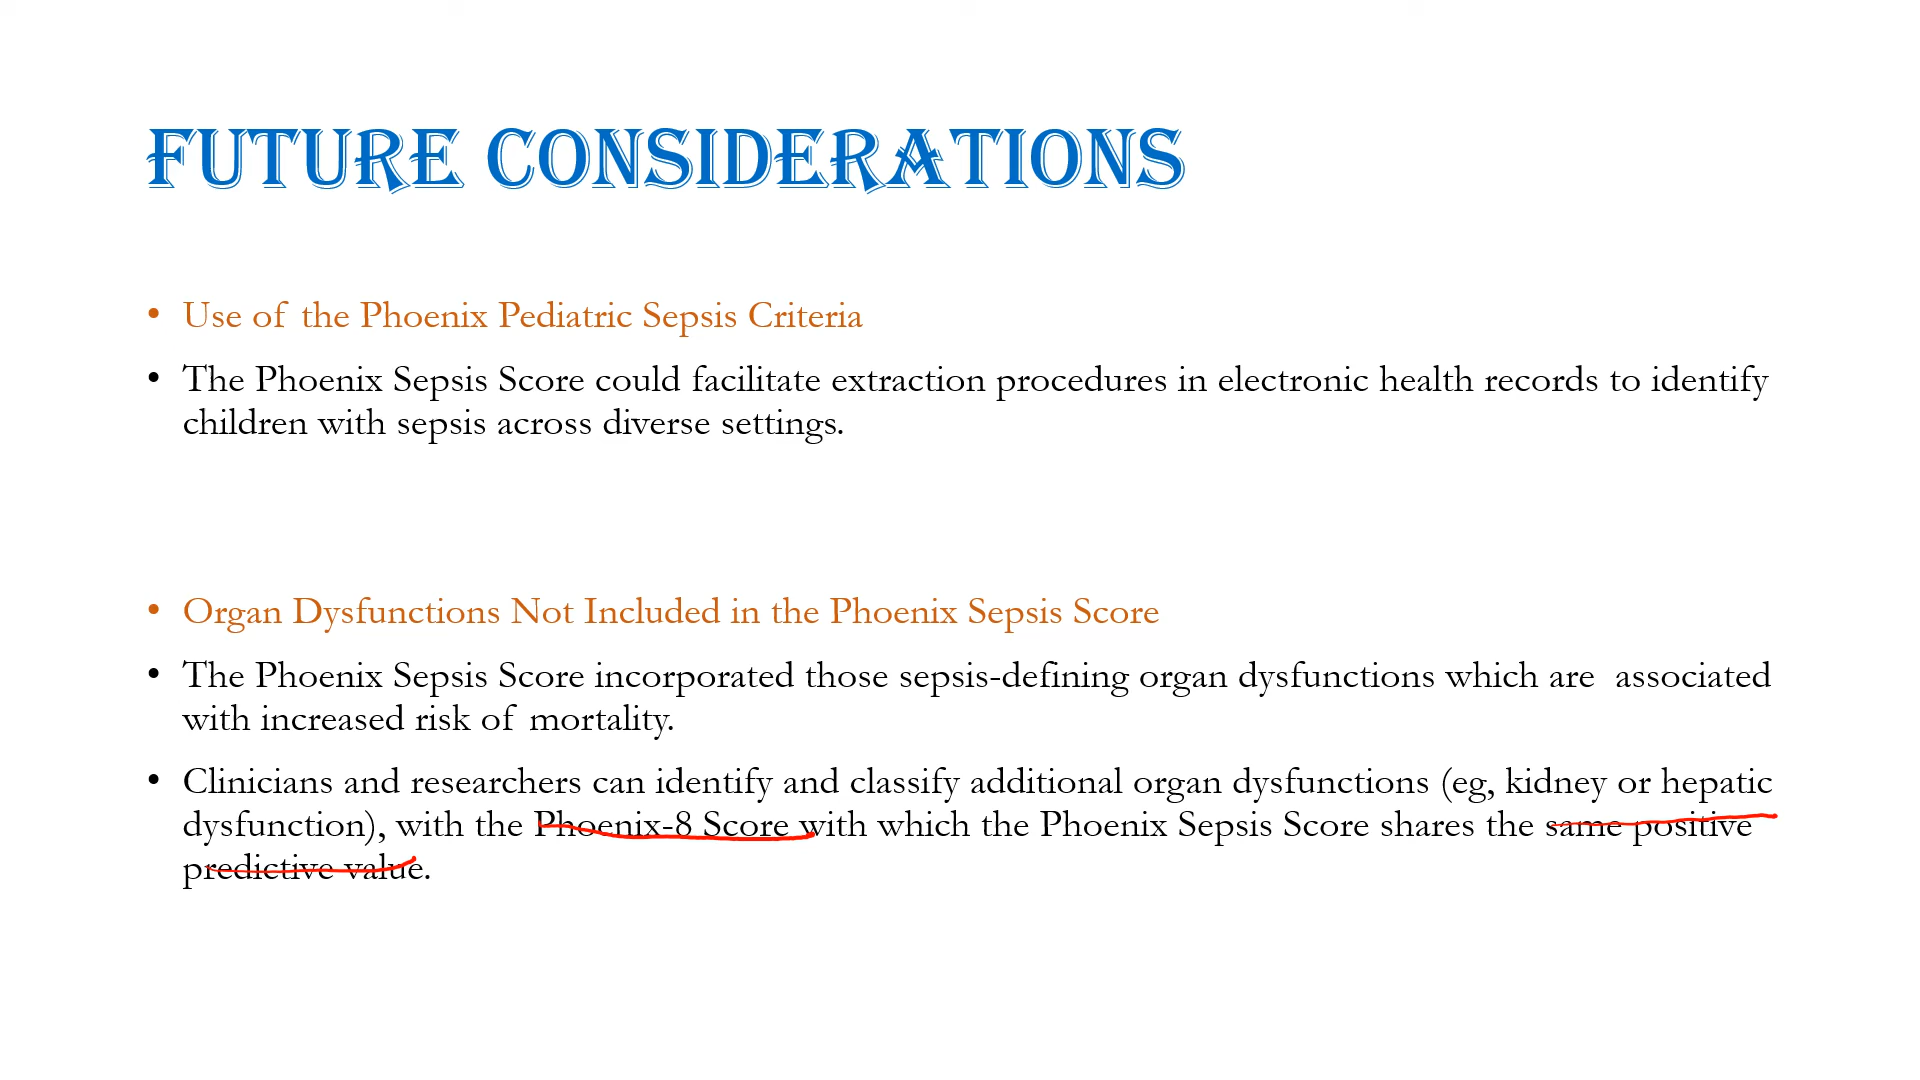 FUTURE CONSIDERATIONS
• Use of the Phoenix Pediatric Sepsis Criteria
• The Phoenix Sepsis Score could facilitate extraction procedures in electronic health records to identify
children with sepsis across diverse settings.
• Organ Dysfunctions Not Included in the Phoenix Sepsis Score
• The Phoenix Sepsis Score incorporated those sepsis-defining organ dysfunctions which are associated
with increased risk of mortality.
• Clinicians and researchers can identify and classify additional organ dysfunctions (eg, kidney or hepatic
dysfunction), with the Phoenix-8 Score with which the Phoenix Sepsis Score shares the same positive
predictive value.